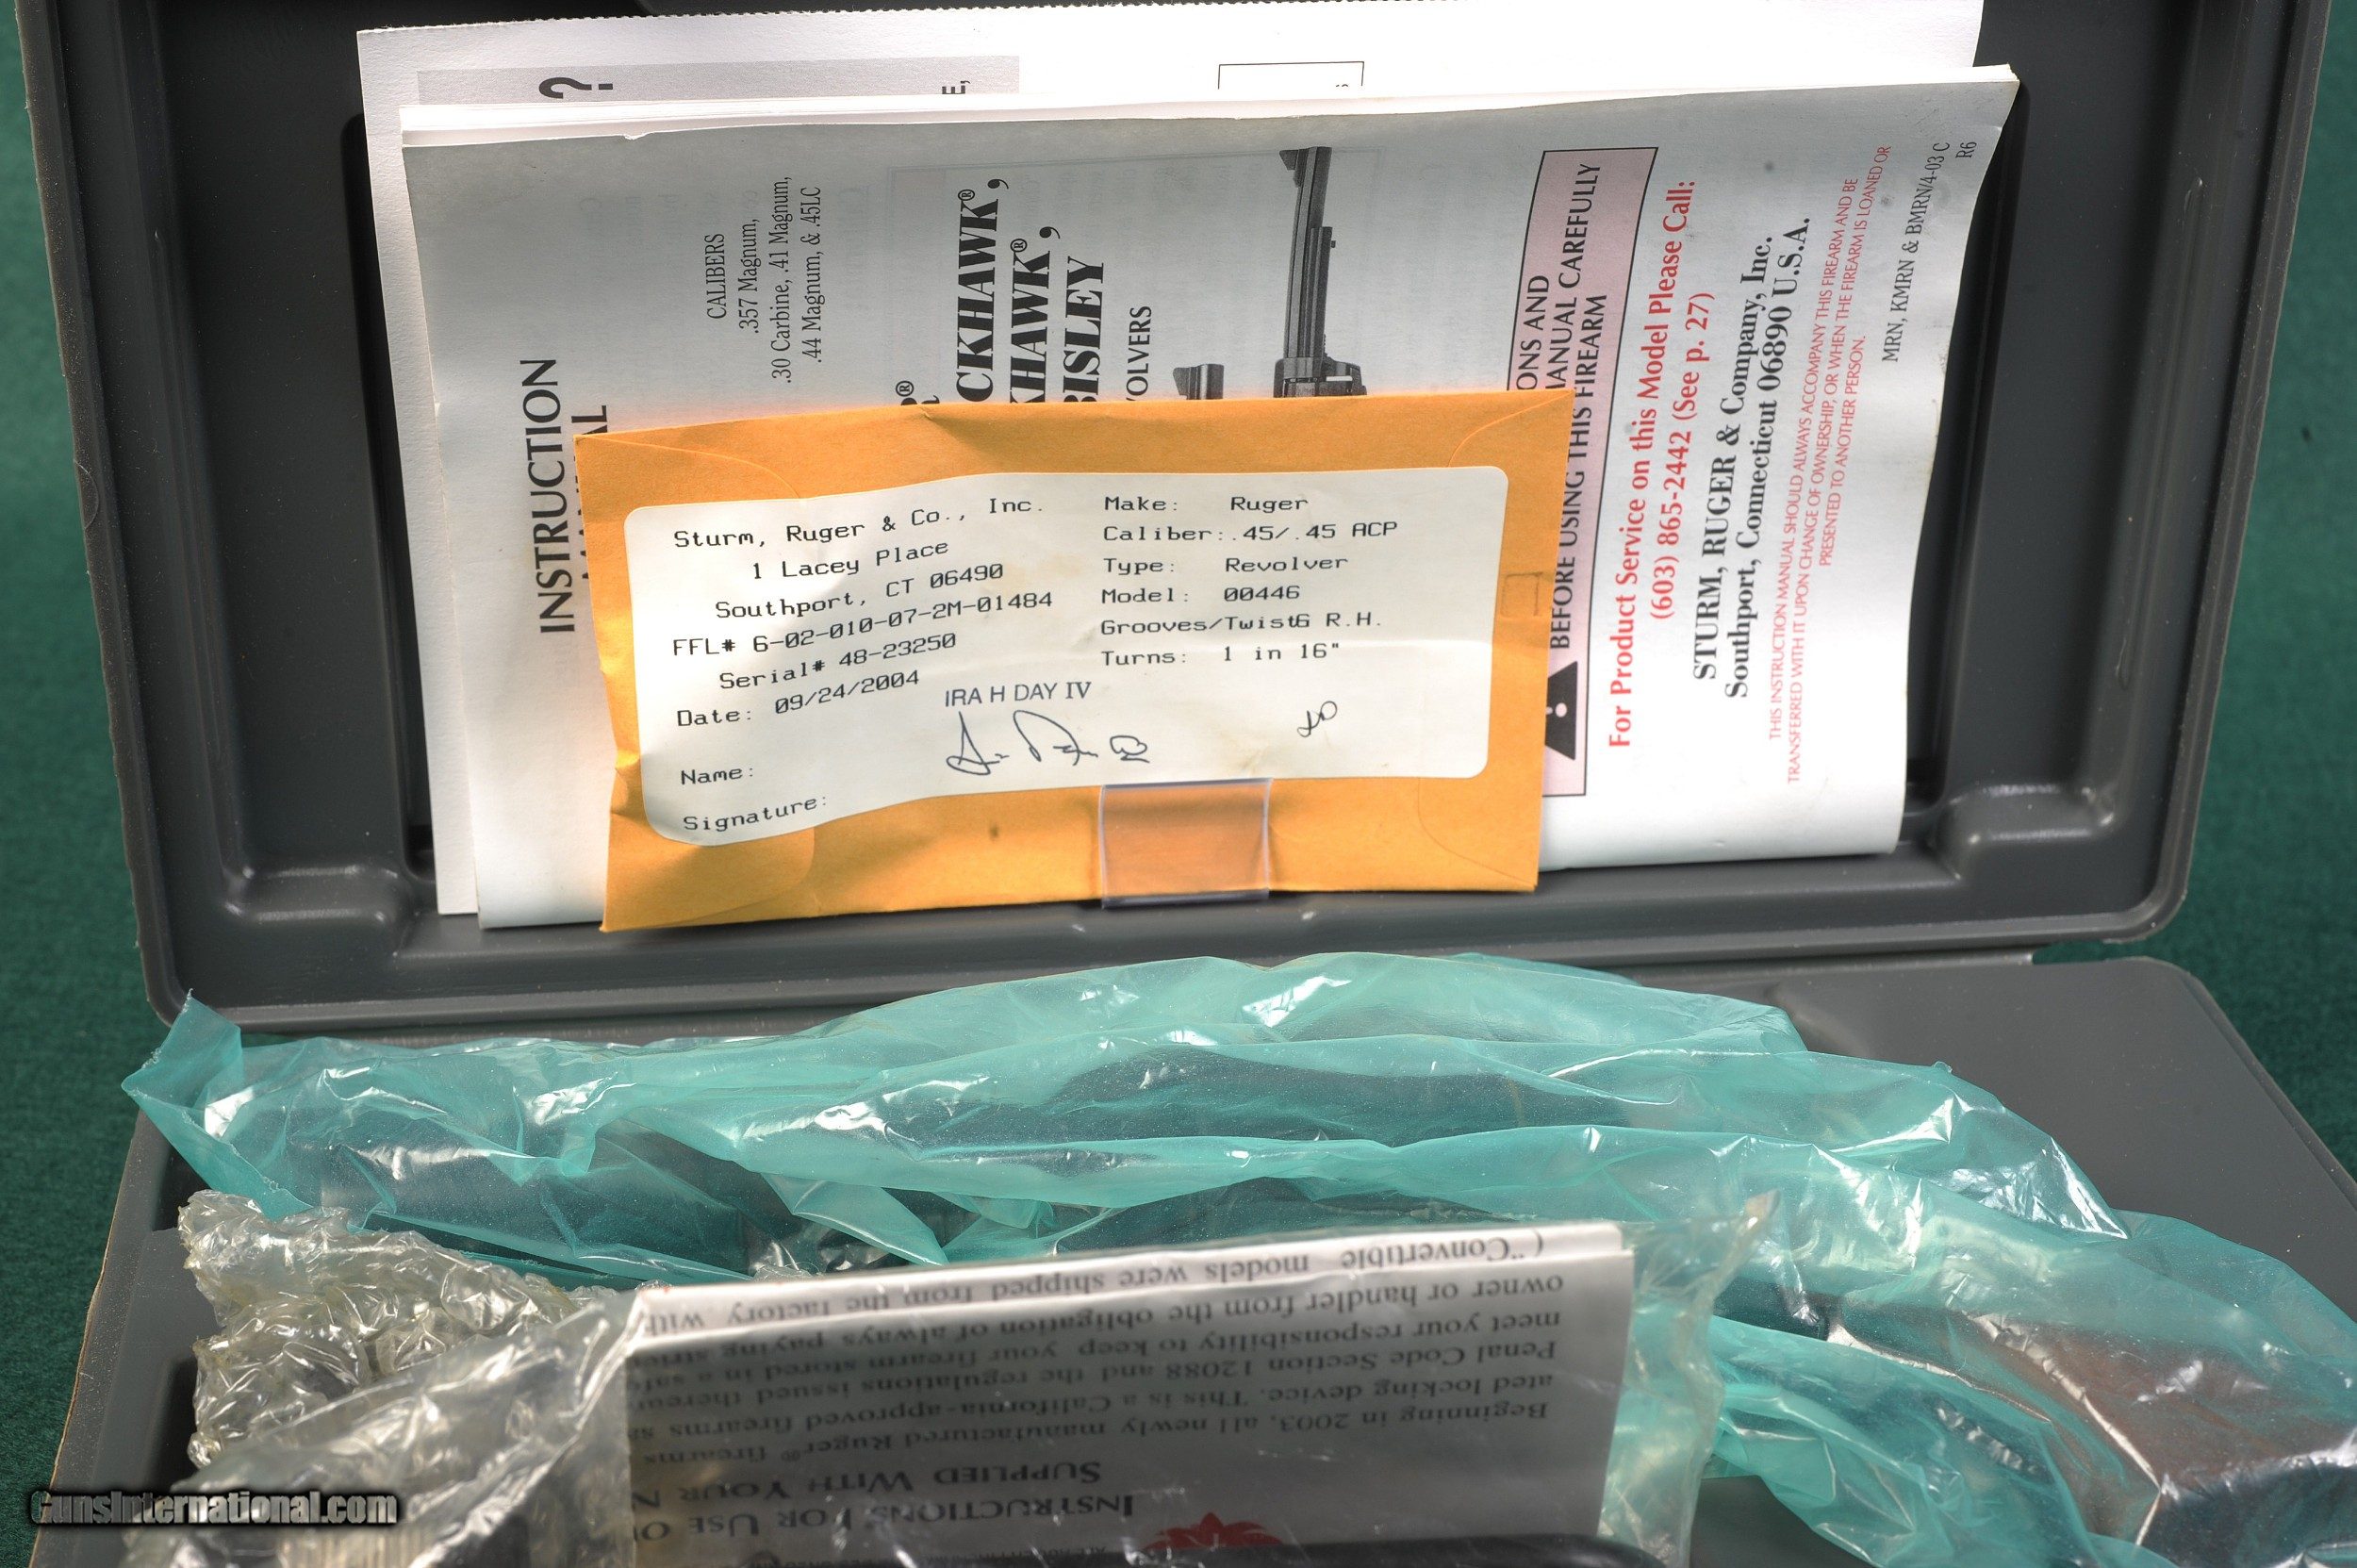 ?
E,
INSTRUCTION
CALIBERS
.357 Magnum,
.30 Carbine, .41 Magnum,
.44 Magnum, & .45LC
CKHAWK®,
KHAWK®,
BISLEY
VOLVERS
ONS AND
MANUAL CAREFULLY
BEFORE USING THIS FIREARM
For Product Service on this Model Please Call:
(603) 865-2442 (See p. 27)
STURM, RUGER & Company, Inc.
Southport, Connecticut 06890 U.S.A.
THIS INSTRUCTION MANUAL SHOULD ALWAYS ACCOMPANY THIS FIREARM AND BE
TRANSFERRED WITH IT UPON CHANGE OF OWNERSHIP, OR WHEN THE FIREARM IS LOANED OR
PRESENTED TO ANOTHER PERSON.
MRN, KMRN & BMRN/4-03 C
R6
Sturm, Ruger & Co., Inc.
1 Lacey Place
Southport, CT 06490
FFL# 6-02-010-07-2M-01484
Serial# 48-23250
Date: 09/24/2004
Name: IRA H DAY IV
Signature:
Make: Ruger
Caliber:.45/.45 ACP
Type: Revolver
Model: 00446
Grooves/Twist6 R.H.
Turns: 1 in 16"
INSTRUCTIONS FOR USE O
SUPPLIED WITH YOUR N
Beginning in 2003, all newly manufactured Ruger® firearms
ated locking device. This is a California-approved firearms s
Penal Code Section 12088 and the regulations issued thereu
meet your responsibility to keep your firearm stored in a safe
owner or handler from the obligation of always paying stric
("Convertible models were shipped from the factory with
GunsInternational.com